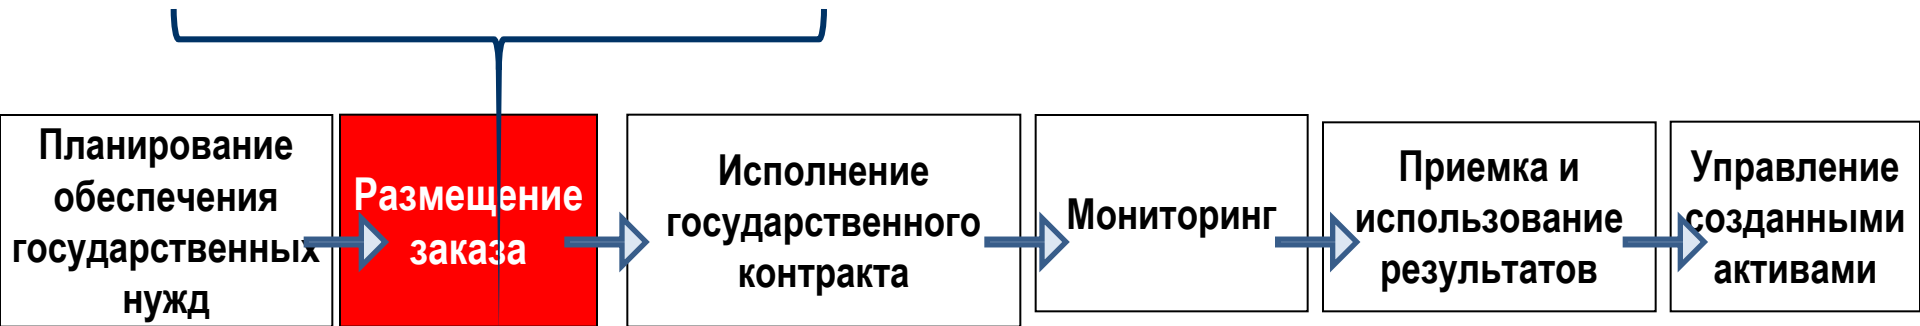 Планирование
обеспечения
государственных
нужд
Размещение
заказа
Исполнение
государственного
контракта
Мониторинг
Приемка и
использование
результатов
Управление
созданными
активами